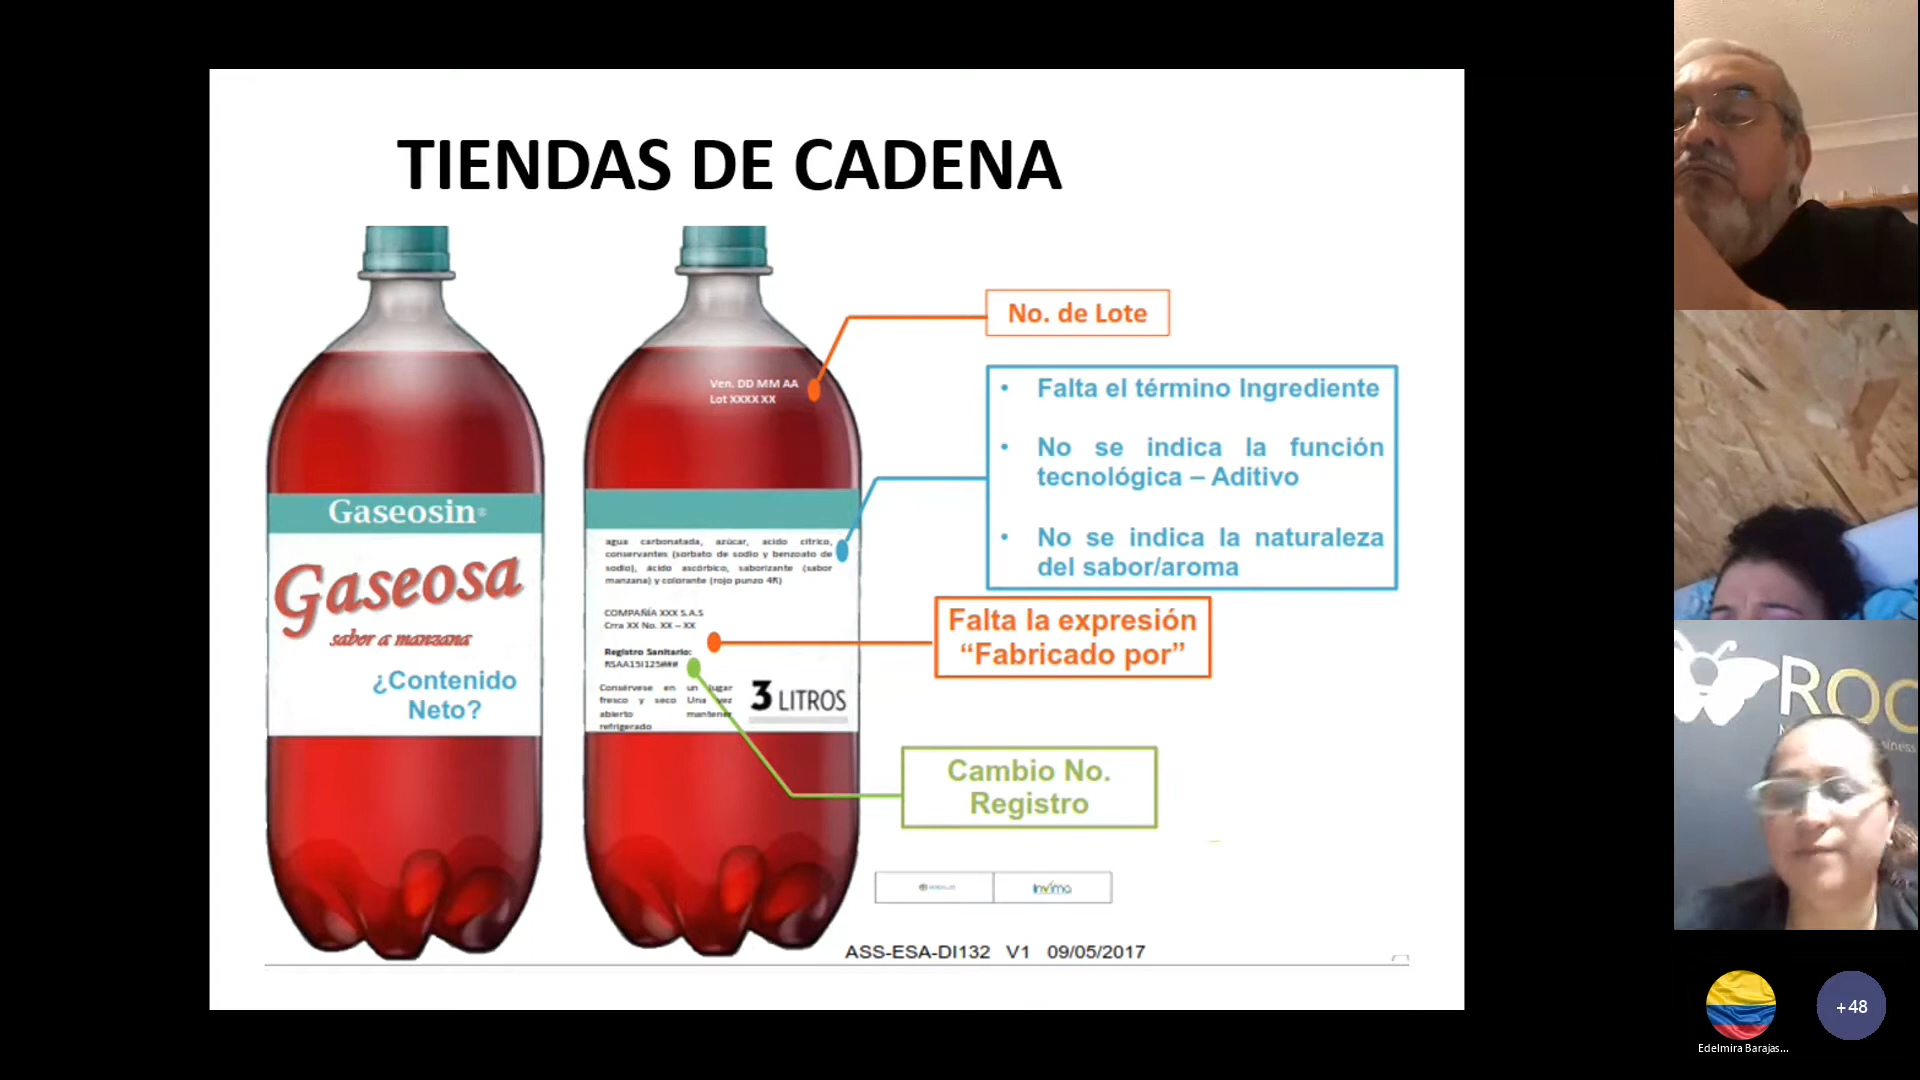 TIENDAS DE CADENA
No. de Lote
Ven. DD MM AA
Lot XXXX XX
• Falta el término Ingrediente
• No se indica la función
tecnológica – Aditivo
• No se indica la naturaleza
del sabor/aroma
Gaseosin®
Gaseosa
sabor a manzana
¿Contenido
Neto?
agua carbonatada, azúcar, acido cítrico,
conservantes (sorbato de sodio y benzoato de
sodio), ácido ascórbico, saborizante (sabor
manzana) y colorante (rojo punzo 4R)
COMPAÑÍA XXX S.A.S
Crra XX No. XX – XX
Falta la expresión
“Fabricado por”
Registro Sanitario:
RSAA15I125###
Consérvese en un lugar
fresco y seco Una vez
abierto mantener
refrigerado
3 LITROS
Cambio No.
Registro
invima
ASS-ESA-DI132 V1 09/05/2017
ROC
Edelmira Barajas...
+48